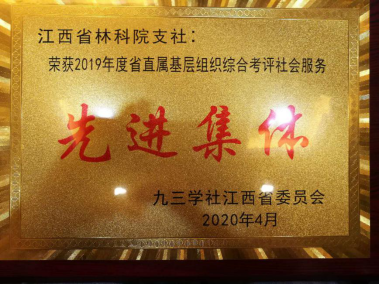 江西省林科院支社：
荣获2019年度省直属基层组织综合考评社会服务
先进集体
九三学社江西省委员会
2020年4月